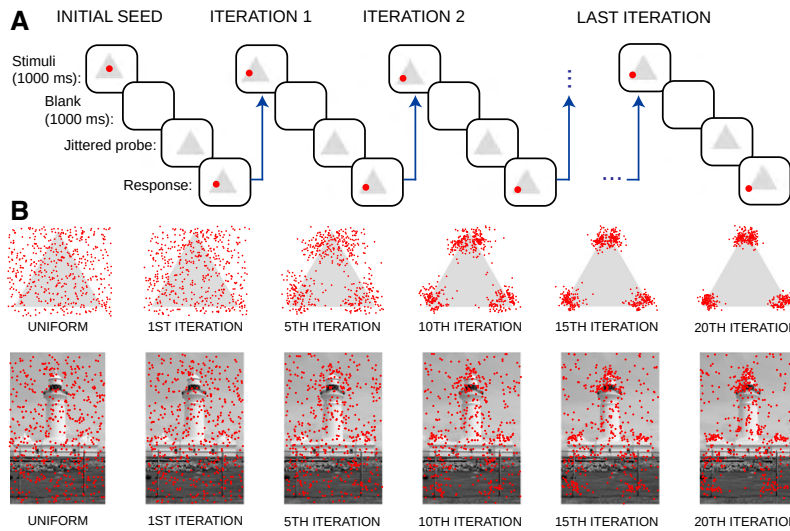 A
INITIAL SEED
ITERATION 1
ITERATION 2
LAST ITERATION
Stimuli
(1000 ms):
Blank
(1000 ms):
Jittered probe:
Response:
B
UNIFORM
1ST ITERATION
5TH ITERATION
10TH ITERATION
15TH ITERATION
20TH ITERATION
UNIFORM
1ST ITERATION
5TH ITERATION
10TH ITERATION
15TH ITERATION
20TH ITERATION